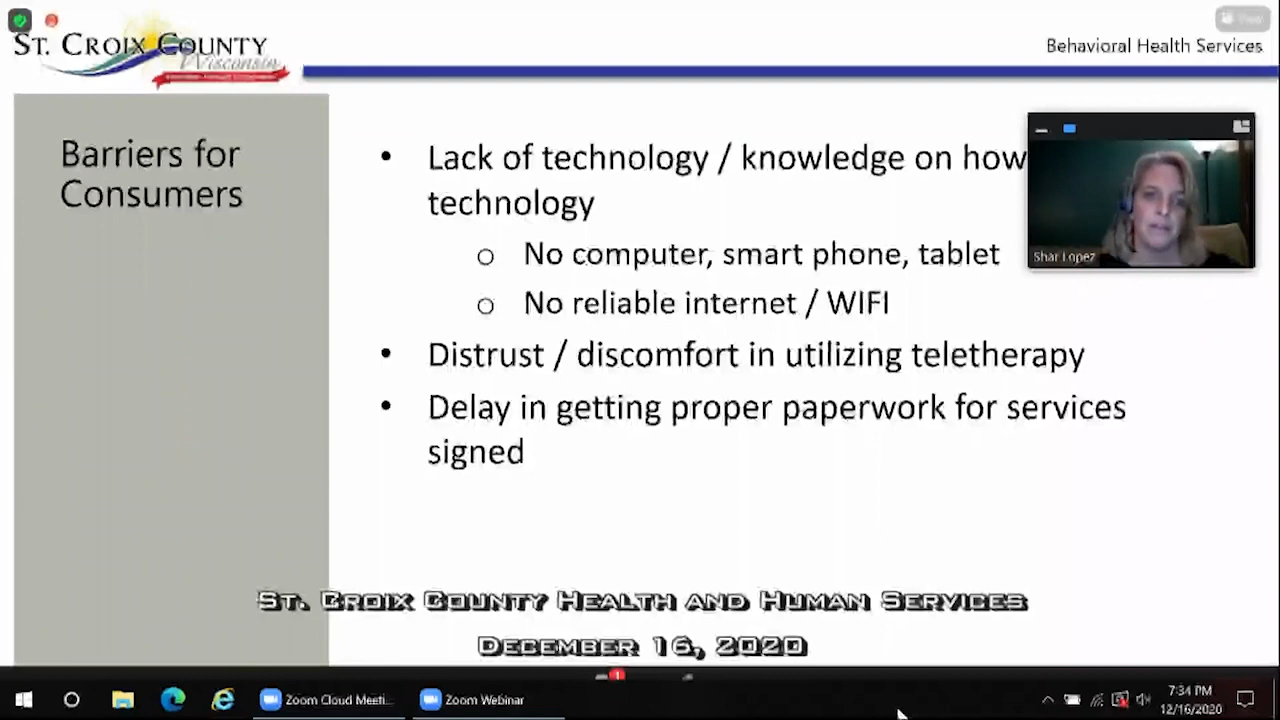 View
ST. CROIX COUNTY
Wisconsin
Behavioral Health Services
Barriers for
Consumers
• Lack of technology / knowledge on how
technology
o No computer, smart phone, tablet
o No reliable internet / WIFI
• Distrust / discomfort in utilizing teletherapy
• Delay in getting proper paperwork for services
signed
Shar Lopez
St. Croix County Health and Human Services
December 16, 2020
1
Zoom Cloud Meeti...
Zoom Webinar
7:34 PM
12/16/2020